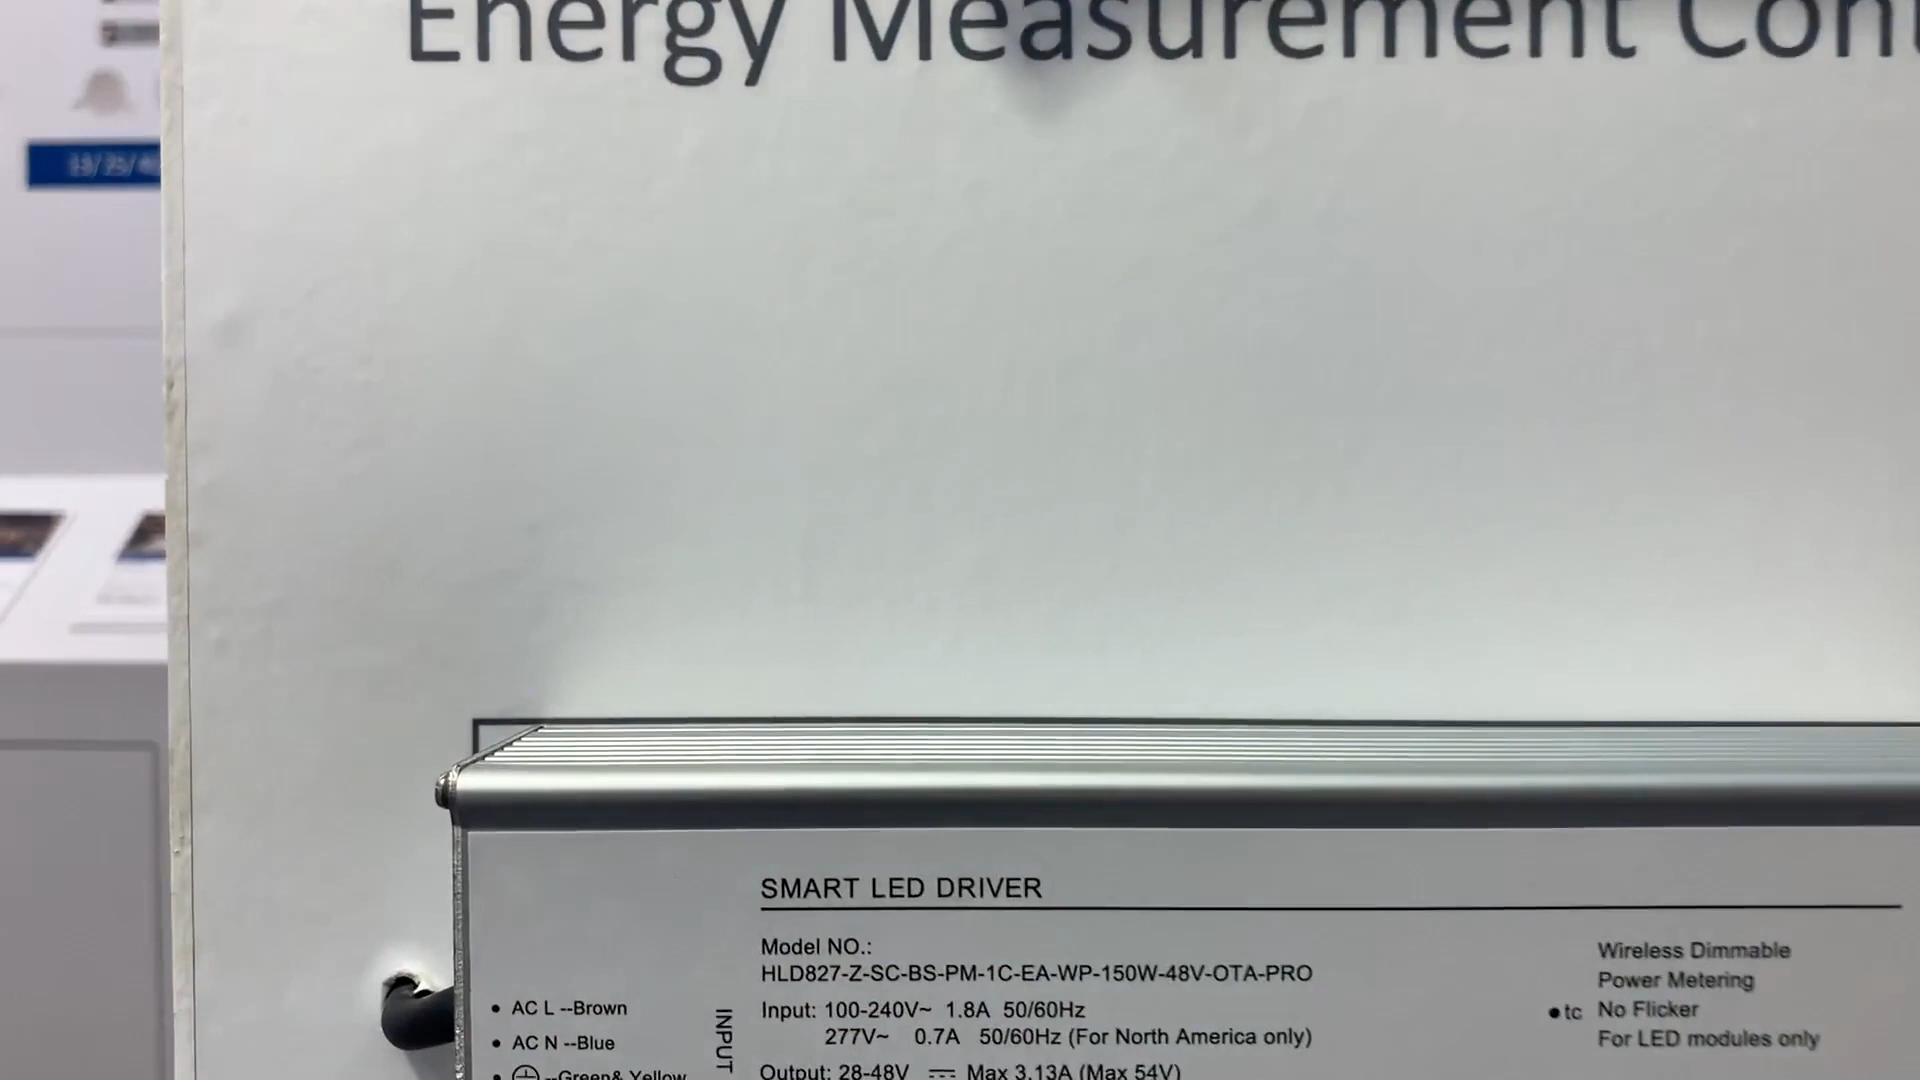 Energy Measurement Cont
SMART LED DRIVER
Model NO.:
HLD827-Z-SC-BS-PM-1C-EA-WP-150W-48V-OTA-PRO
Input: 100-240V~ 1.8A 50/60Hz
277V~ 0.7A 50/60Hz (For North America only)
Output: 28-48V ⎓ Max 3.13A (Max 54V)
• AC L --Brown
• AC N --Blue
• ⏚ --Green& Yellow
INPUT
Wireless Dimmable
Power Metering
• tc No Flicker
For LED modules only